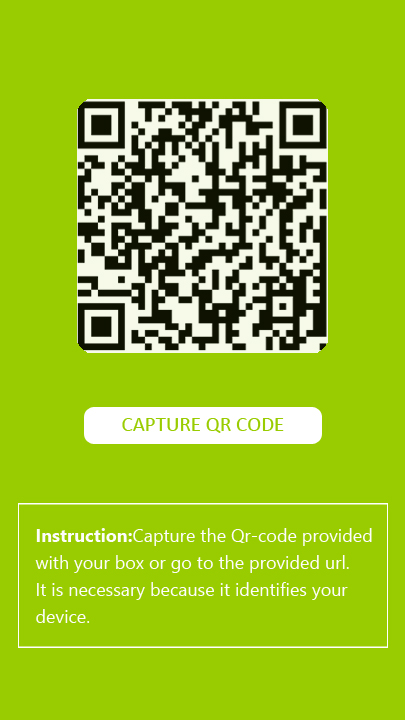 CAPTURE QR CODE
Instruction:Capture the Qr-code provided
with your box or go to the provided url.
It is necessary because it identifies your
device.